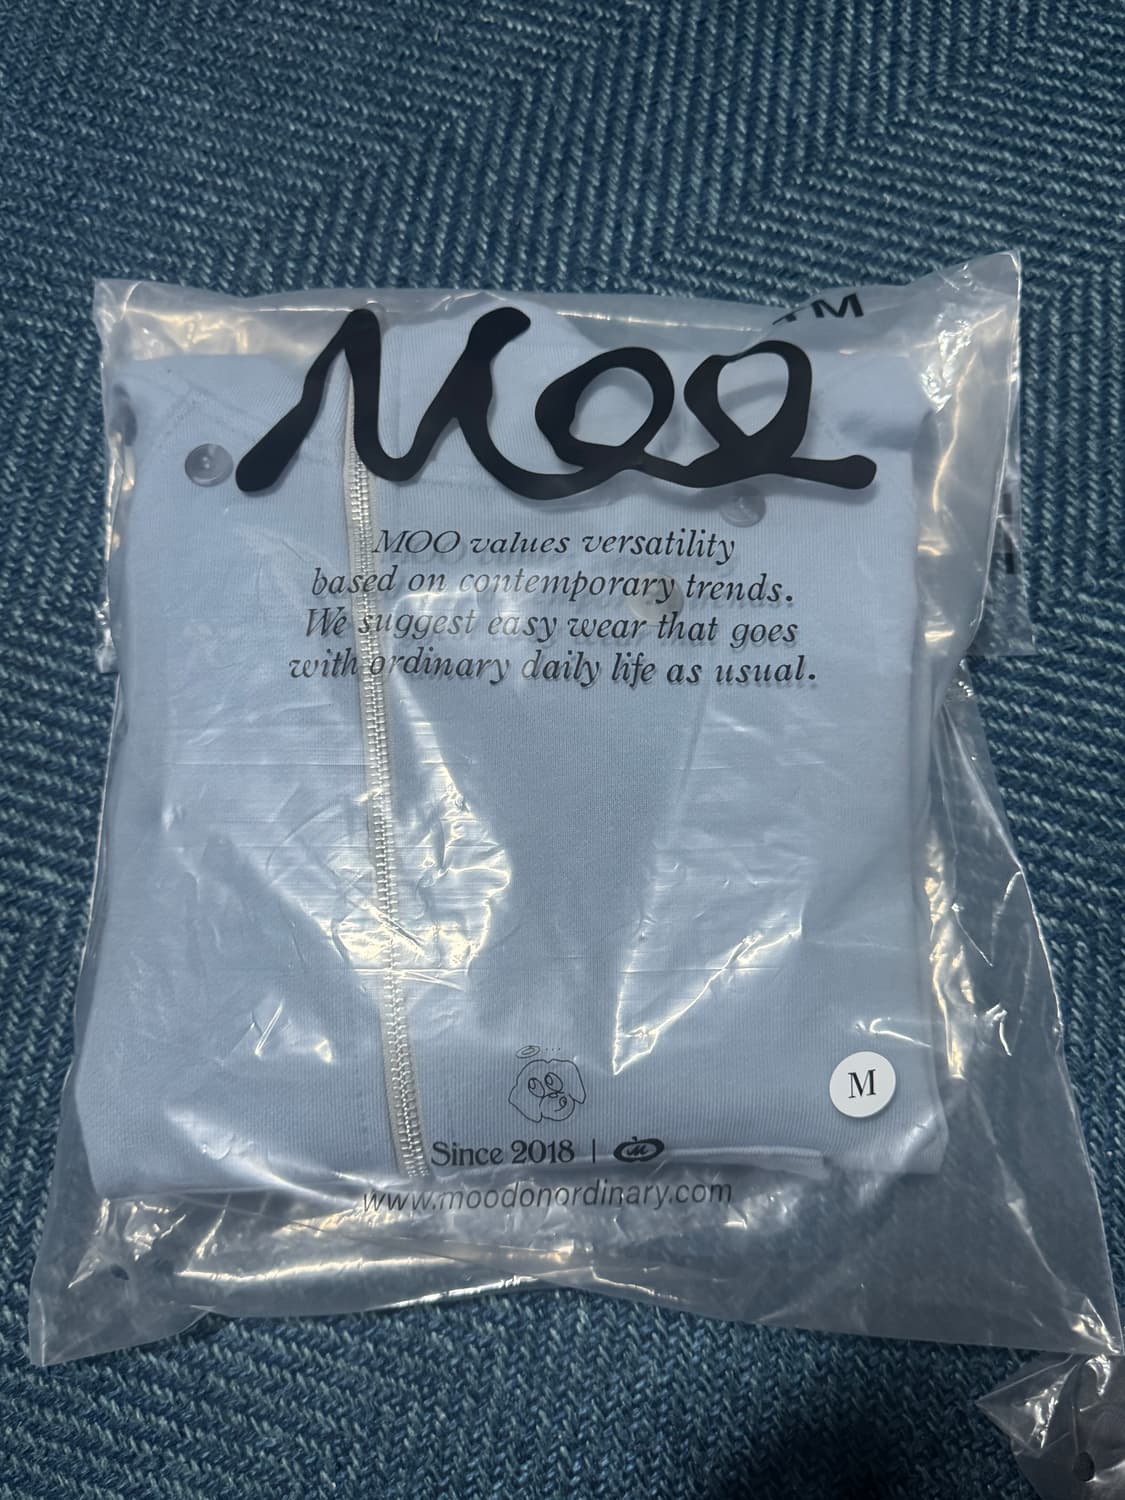 TM
MOO
MOO values versatility
based on contemporary trends.
We suggest easy wear that goes
with ordinary daily life as usual.
M
Since 2018 |
www.moodonordinary.com